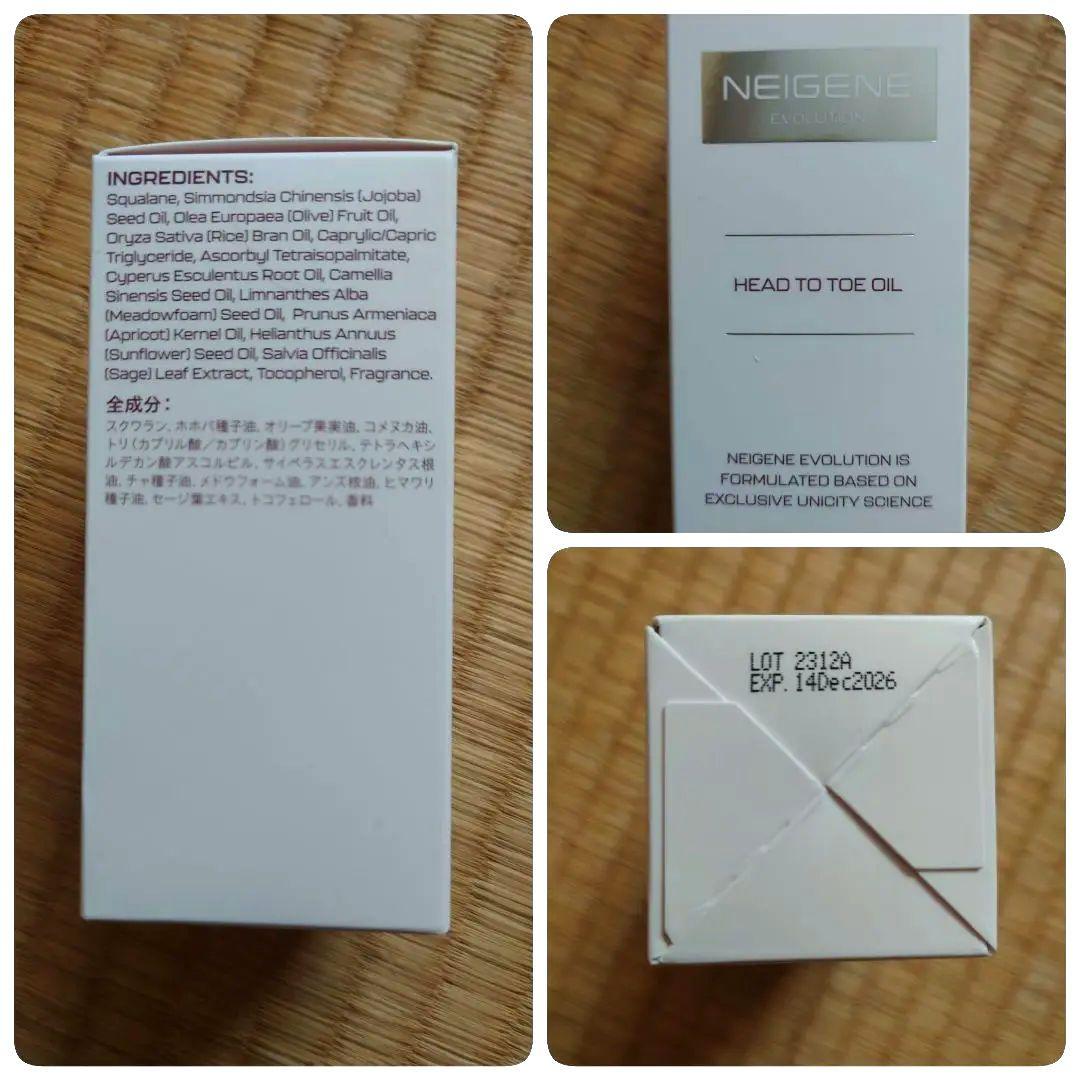 INGREDIENTS:
Squalane, Simmondsia Chinensis (Jojoba)
Seed Oil, Olea Europaea (Olive) Fruit Oil,
Oryza Sativa (Rice) Bran Oil, Caprylic/Capric
Triglyceride, Ascorbyl Tetraisopalmitate,
Cyperus Esculentus Root Oil, Camellia
Sinensis Seed Oil, Limnanthes Alba
(Meadowfoam) Seed Oil, Prunus Armeniaca
(Apricot) Kernel Oil, Helianthus Annuus
(Sunflower) Seed Oil, Salvia Officinalis
(Sage) Leaf Extract, Tocopherol, Fragrance.
全成分：
スクワラン, ホホバ種子油, オリーブ果実油, コメヌカ油,
トリ(カプリル酸／カプリン酸)グリセリル, テトラヘキシ
ルデカン酸アスコルビル, サイペラスエスクレンタス根
油, チャ種子油, メドウフォーム油, アンズ核油, ヒマワリ
種子油, セージ葉エキス, トコフェロール, 香料
NEIGENE
EVOLUTION
HEAD TO TOE OIL
NEIGENE EVOLUTION IS
FORMULATED BASED ON
EXCLUSIVE UNICITY SCIENCE
LOT 2312A
EXP. 14Dec2026